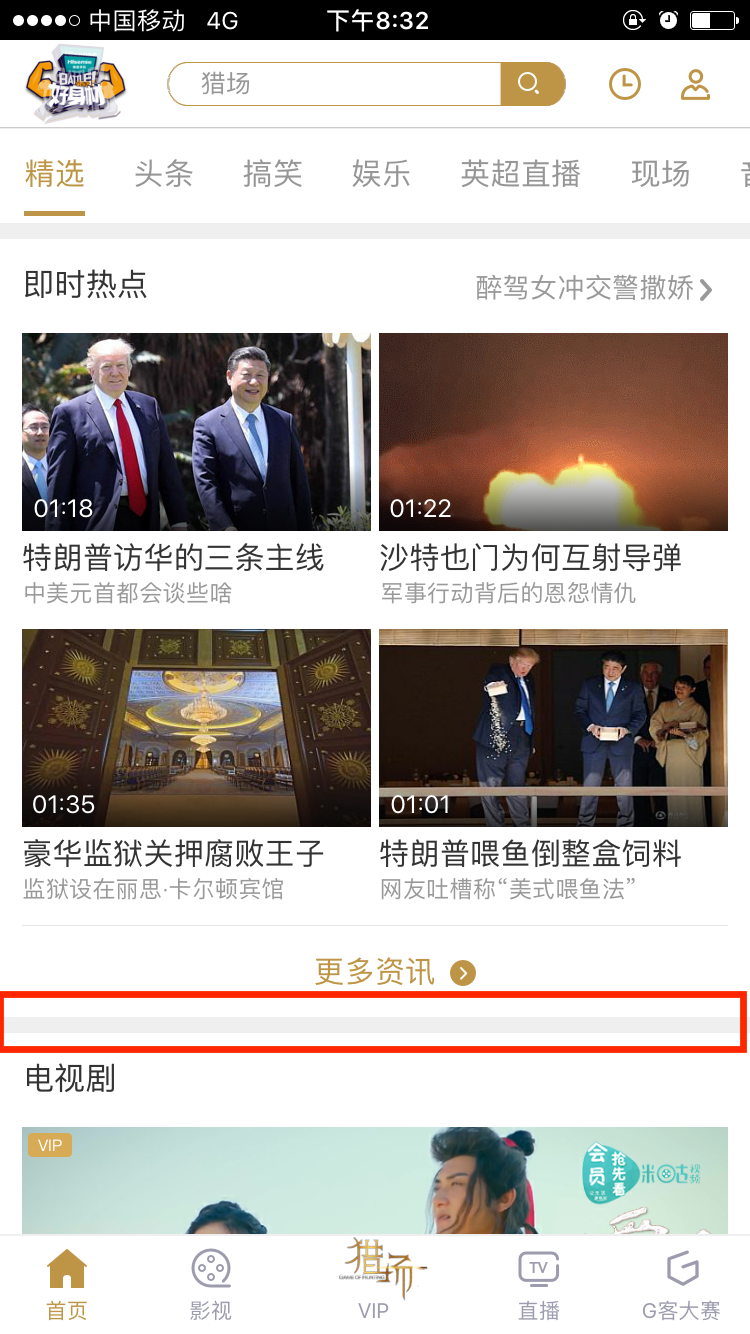 中国移动 4G 下午8:32
Hisense
BATTLE!
好身材
猎场
精选 头条 搞笑 娱乐 英超直播 现场
即时热点 醉驾女冲交警撒娇
01:18 01:22
特朗普访华的三条主线 沙特也门为何互射导弹
中美元首都会谈些啥 军事行动背后的恩怨情仇
01:35 01:01
豪华监狱关押腐败王子 特朗普喂鱼倒整盒饲料
监狱设在丽思·卡尔顿宾馆 网友吐槽称“美式喂鱼法”
更多资讯
电视剧
VIP
会员 抢先看 咪咕视频
猎场
GAME OF HUNTING
TV
首页 影视 VIP 直播 G客大赛